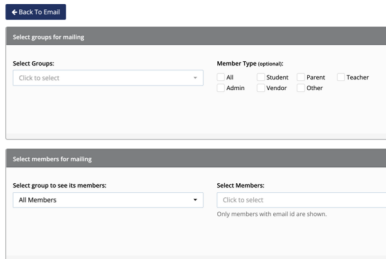 ← Back To Email
Select groups for mailing
Select Groups:
Click to select
Member Type (optional):
All Student Parent Teacher
Admin Vendor Other
Select members for mailing
Select group to see its members:
All Members
Select Members:
Click to select
Only members with email id are shown.